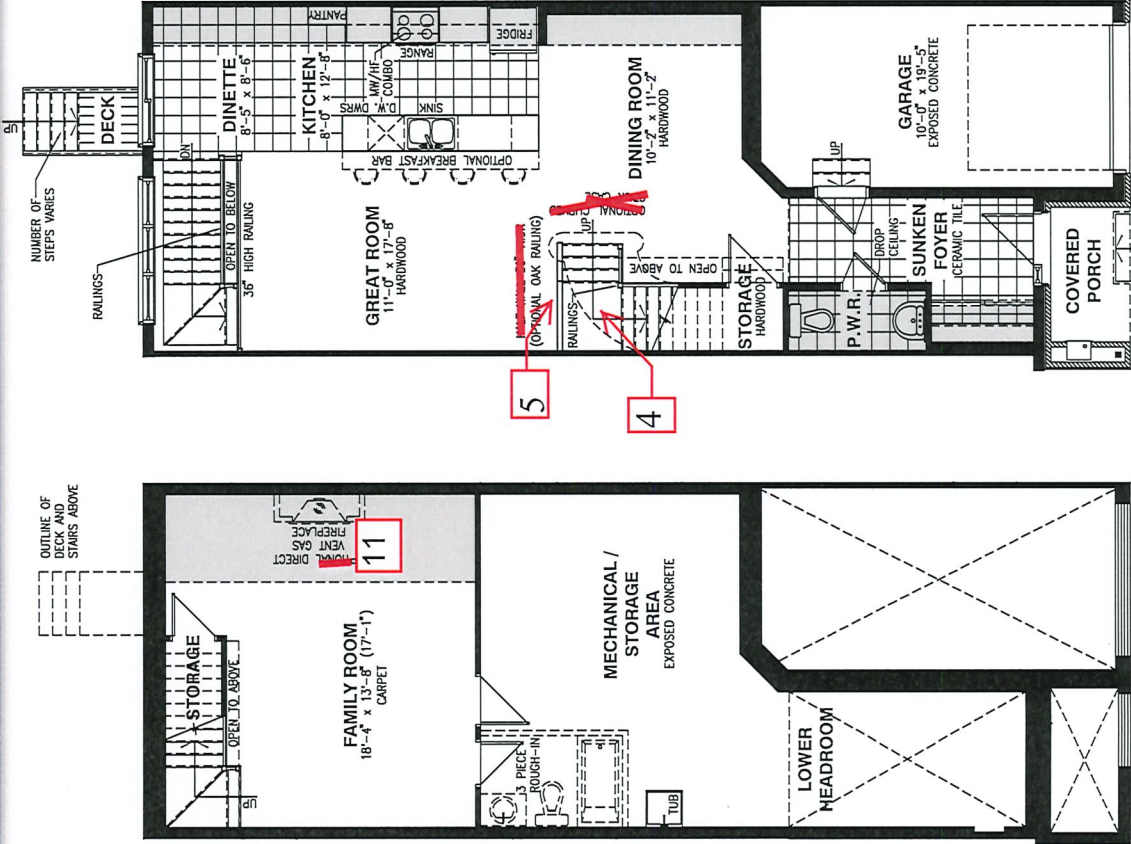 NUMBER OF
STEPS VARIES
UP
DECK
RAILINGS
DN
OPEN TO BELOW
36" HIGH RAILING
PANTRY
DINETTE
8'-5" x 8'-6"
KITCHEN
8'-0" x 12'-8"
MW/HF
COMBO
RANGE
FRIDGE
D.W. DWRS
SINK
OPTIONAL BREAKFAST BAR
GREAT ROOM
11'-0" x 17'-8"
HARDWOOD
(OPTIONAL OAK RAILING)
5
RAILINGS
UP
4
OPEN TO ABOVE
DINING ROOM
10'-2" x 11'-2"
HARDWOOD
STORAGE
HARDWOOD
P.W.R.
DROP
CEILING
SUNKEN
FOYER
CERAMIC TILE
UP
GARAGE
10'-0" x 19'-5"
EXPOSED CONCRETE
COVERED
PORCH
OUTLINE OF
DECK AND
STAIRS ABOVE
STORAGE
OPEN TO ABOVE
UP
FAMILY ROOM
18'-4" x 13'-8" (17'-1")
CARPET
DIRECT
VENT GAS
FIREPLACE
11
3 PIECE
ROUGH-IN
TUB
MECHANICAL /
STORAGE
AREA
EXPOSED CONCRETE
LOWER
HEADROOM